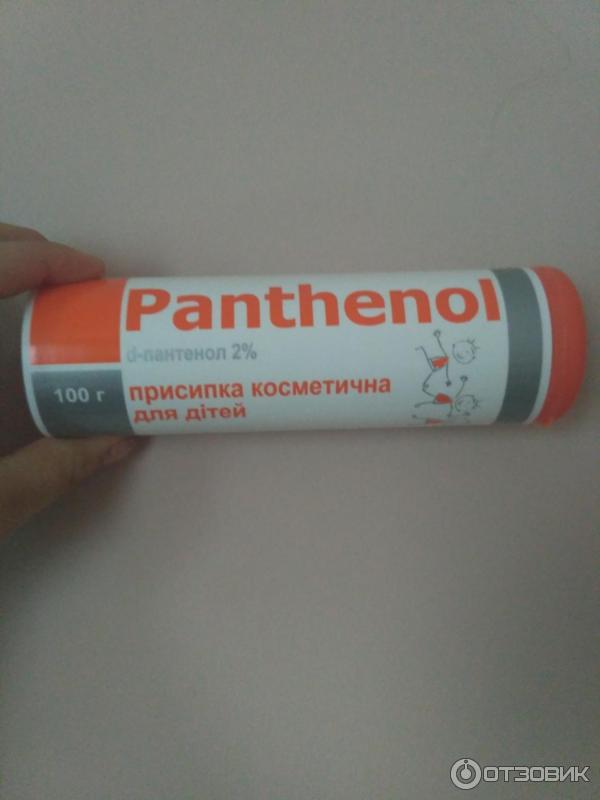 Panthenol
d-пантенол 2%
100 г
присипка косметична
для дітей
ОТЗОВИК